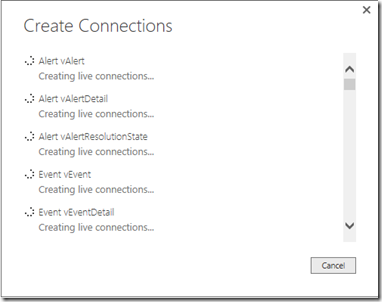 Create Connections
Alert vAlert
Creating live connections...
Alert vAlertDetail
Creating live connections...
Alert vAlertResolutionState
Creating live connections...
Event vEvent
Creating live connections...
Event vEventDetail
Creating live connections...
Cancel